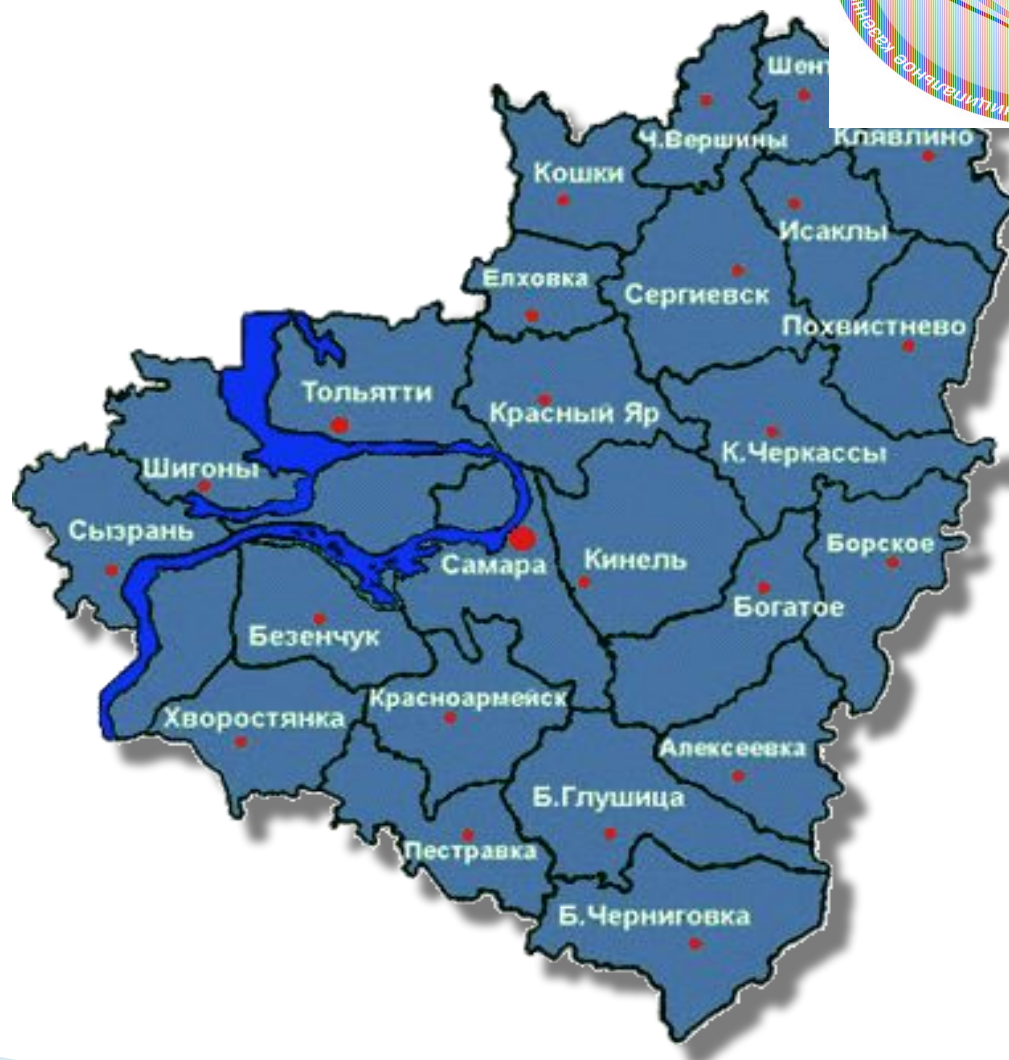 казенное
Шент
Ч.Вершины
Клявлино
Кошки
Исаклы
Елховка
Сергиевск
Похвистнево
Тольятти
Красный Яр
К.Черкассы
Шигоны
Сызрань
Борское
Самара
Кинель
Богатое
Безенчук
Красноармейск
Хворостянка
Алексеевка
Б.Глушица
Пестравка
Б.Черниговка